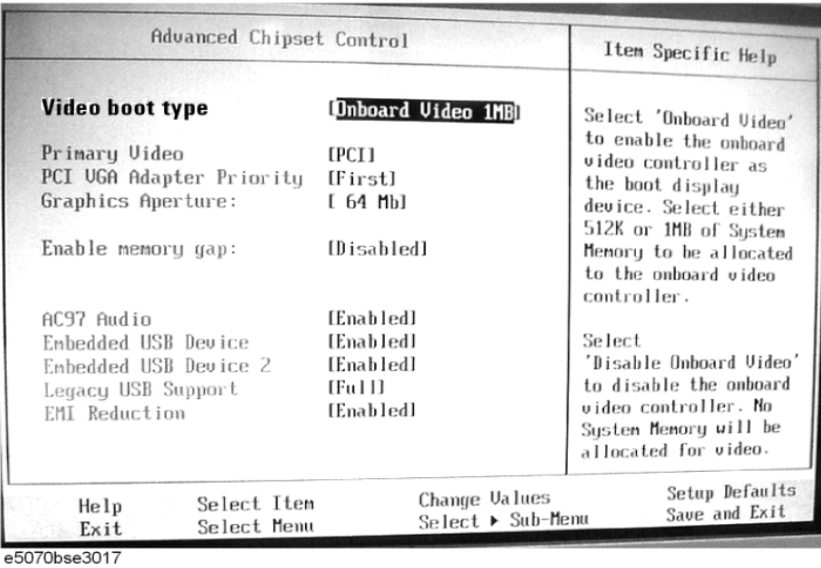 Advanced Chipset Control
Item Specific Help
Video boot type [Onboard Video 1MB]
Primary Video [PCI]
PCI VGA Adapter Priority [First]
Graphics Aperture: [ 64 Mb]
Enable memory gap: [Disabled]
AC97 Audio [Enabled]
Embedded USB Device [Enabled]
Embedded USB Device 2 [Enabled]
Legacy USB Support [Full]
EMI Reduction [Enabled]
Select 'Onboard Video'
to enable the onboard
video controller as
the boot display
device. Select either
512K or 1MB of System
Memory to be allocated
to the onboard video
controller.
Select
'Disable Onboard Video'
to disable the onboard
video controller. No
System Memory will be
allocated for video.
Help Select Item Change Values Setup Defaults
Exit Select Menu Select ▶ Sub-Menu Save and Exit
e5070bse3017